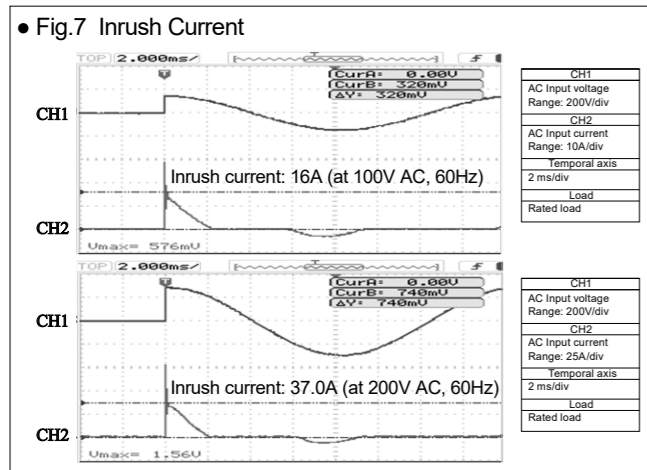 ● Fig.7 Inrush Current
TOP 2.000ms/
CurA: 0.00V
CurB: 320mV
ΔY: 320mV
CH1
Inrush current: 16A (at 100V AC, 60Hz)
CH2
Vmax= 576mV
CH1
AC Input voltage
Range: 200V/div
CH2
AC Input current
Range: 10A/div
Temporal axis
2 ms/div
Load
Rated load
TOP 2.000ms/
CurA: 0.00V
CurB: 740mV
ΔY: 740mV
CH1
Inrush current: 37.0A (at 200V AC, 60Hz)
CH2
Vmax= 1.56V
CH1
AC Input voltage
Range: 200V/div
CH2
AC Input current
Range: 25A/div
Temporal axis
2 ms/div
Load
Rated load